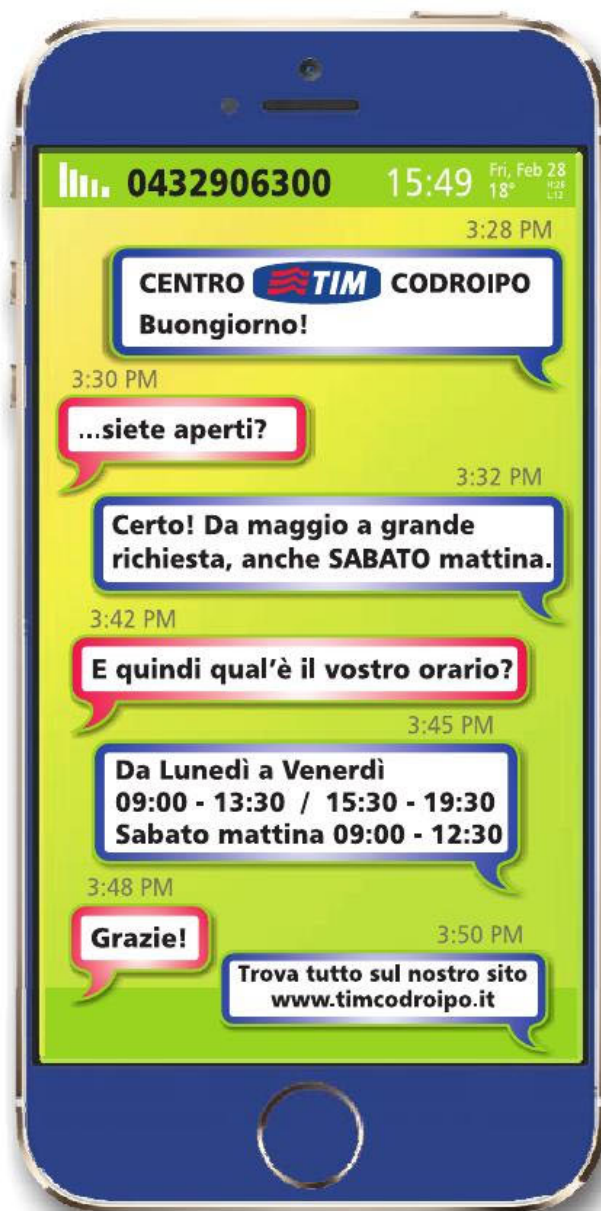 0432906300 15:49 Fri, Feb 28
18° H:28
L:12
3:28 PM
CENTRO TIM CODROIPO
Buongiorno!
3:30 PM
...siete aperti?
3:32 PM
Certo! Da maggio a grande
richiesta, anche SABATO mattina.
3:42 PM
E quindi qual’è il vostro orario?
3:45 PM
Da Lunedì a Venerdì
09:00 - 13:30 / 15:30 - 19:30
Sabato mattina 09:00 - 12:30
3:48 PM
Grazie!
3:50 PM
Trova tutto sul nostro sito
www.timcodroipo.it